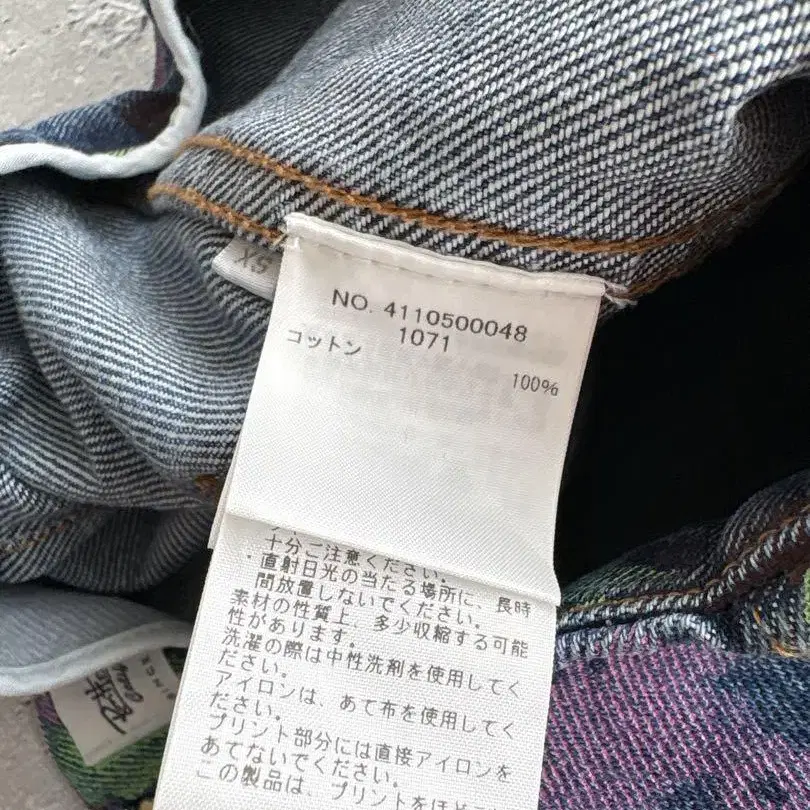 XS
NO. 4110500048
1071
コットン
100%
十分ご注意ください。
・直射日光の当たる場所に、長時
間放置しないでください。
素材の性質上、多少収縮する可能
性があります。
洗濯の際は中性洗剤を使用してく
ださい。
アイロンは、あて布を使用してく
ださい。
プリント部分には直接アイロンを
あてないでください。
この製品は、プリントをほど
SINCE